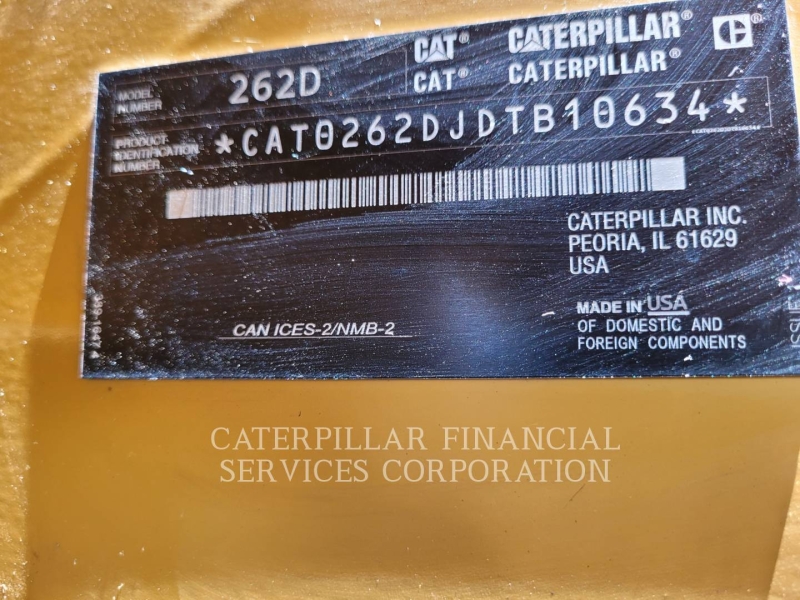 MODEL NUMBER 262D
CAT® CATERPILLAR®
CAT® CATERPILLAR®
PRODUCT IDENTIFICATION NUMBER *CAT0262DJDTB10634*
CATERPILLAR INC.
PEORIA, IL 61629
USA
CAN ICES-2/NMB-2
MADE IN USA
OF DOMESTIC AND
FOREIGN COMPONENTS
ISSUE
CATERPILLAR FINANCIAL
SERVICES CORPORATION